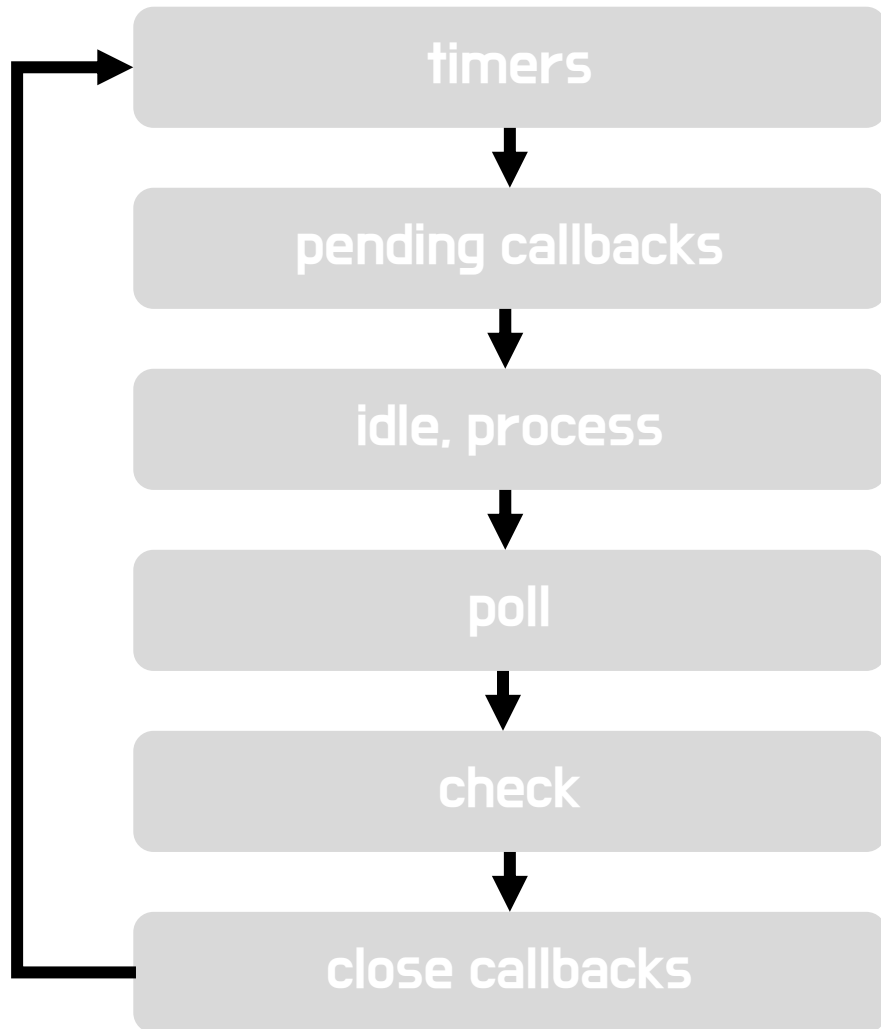 timers
pending callbacks
idle, process
poll
check
close callbacks